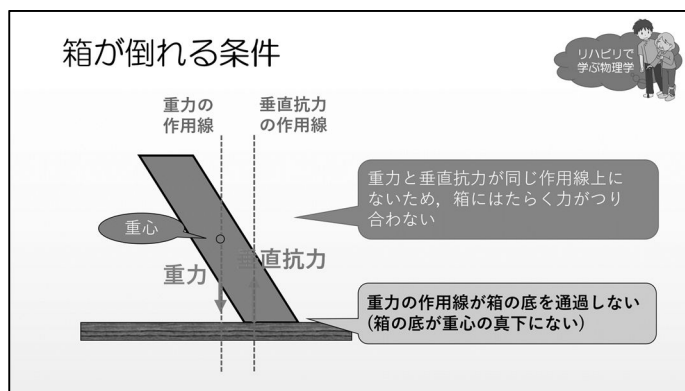 箱が倒れる条件
リハビリで
学ぶ物理学
重力の
作用線
垂直抗力
の作用線
重力と垂直抗力が同じ作用線上に
ないため，箱にはたらく力がつり
合わない
重心
重力
垂直抗力
重力の作用線が箱の底を通過しない
(箱の底が重心の真下にない)